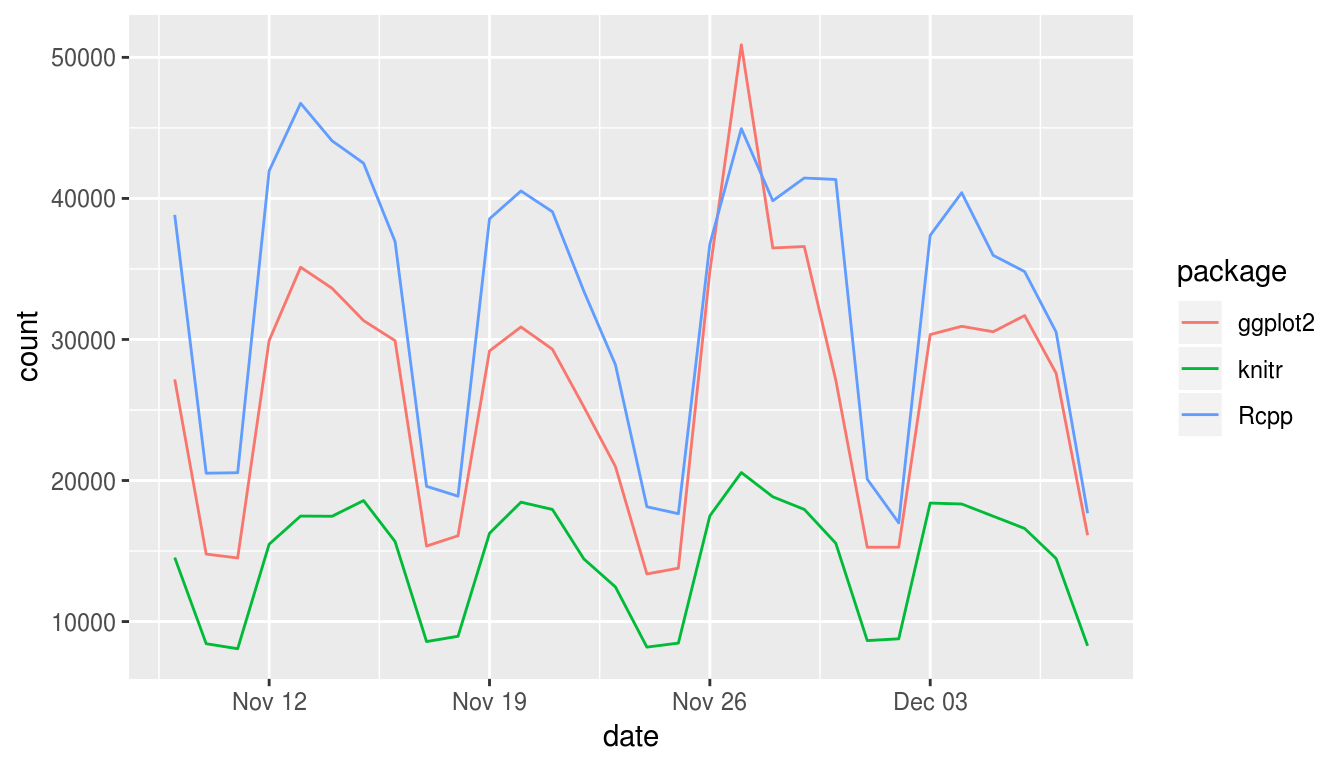 50000
40000
30000
20000
10000
count
Nov 12
Nov 19
Nov 26
Dec 03
date
package
ggplot2
knitr
Rcpp